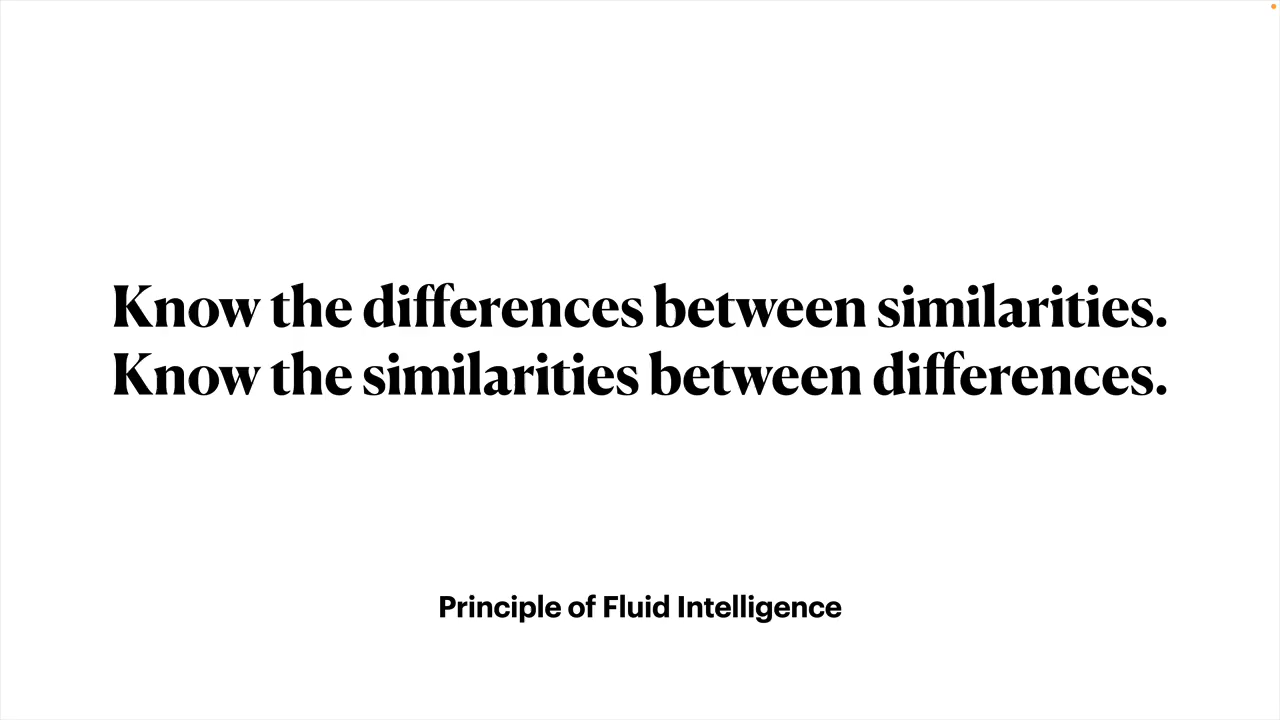 Know the differences between similarities.
Know the similarities between differences.
Principle of Fluid Intelligence